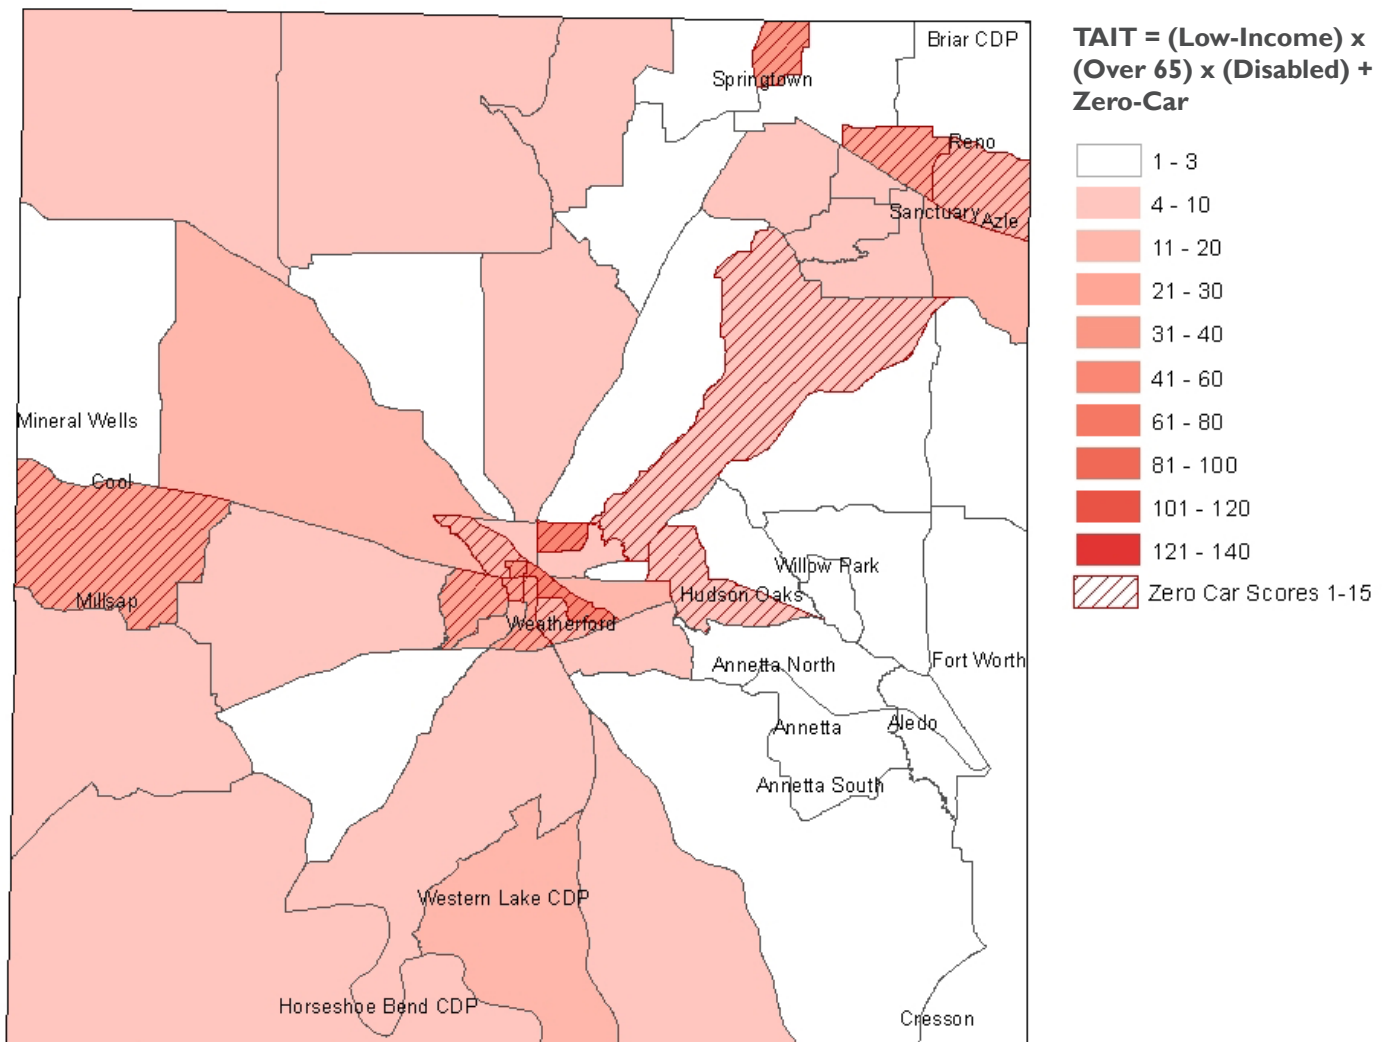 TAIT = (Low-Income) x
(Over 65) x (Disabled) +
Zero-Car
1 - 3
4 - 10
11 - 20
21 - 30
31 - 40
41 - 60
61 - 80
81 - 100
101 - 120
121 - 140
Zero Car Scores 1-15
Briar CDP
Springtown
Reno
Sanctuary
Azle
Mineral Wells
Cool
Willow Park
Millsap
Hudson Oaks
Weatherford
Annetta North
Fort Worth
Annetta
Aledo
Annetta South
Western Lake CDP
Horseshoe Bend CDP
Cresson